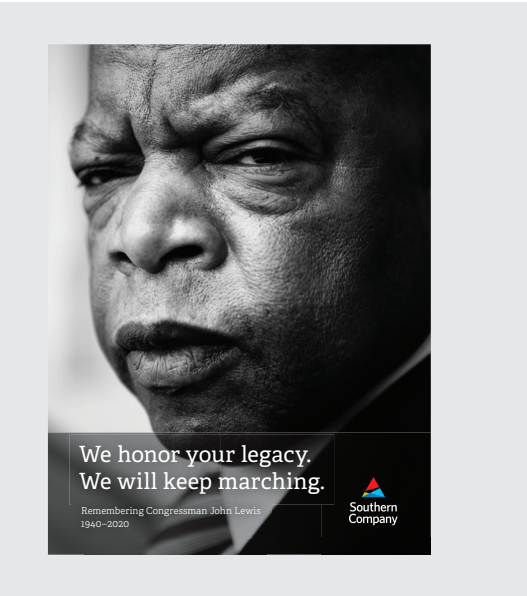 We honor your legacy.
We will keep marching.
Remembering Congressman John Lewis
1940–2020
Southern
Company